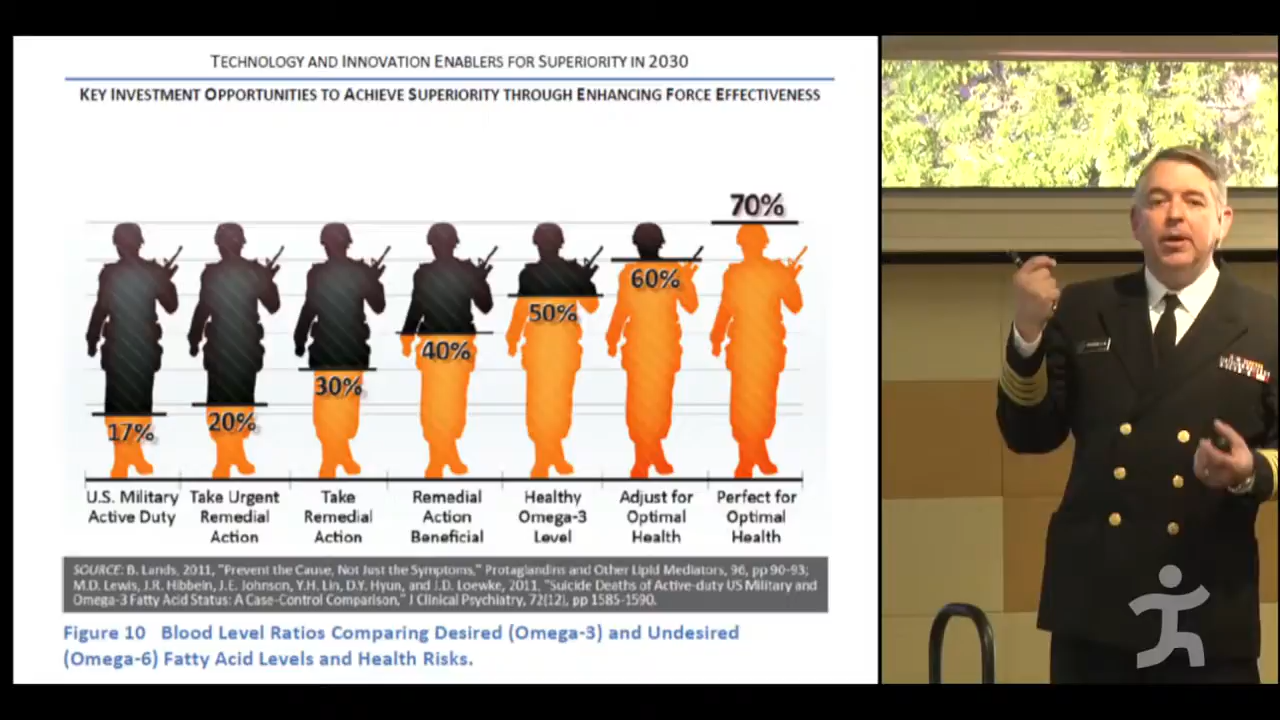 TECHNOLOGY AND INNOVATION ENABLERS FOR SUPERIORITY IN 2030
KEY INVESTMENT OPPORTUNITIES TO ACHIEVE SUPERIORITY THROUGH ENHANCING FORCE EFFECTIVENESS
17%
20%
30%
40%
50%
60%
70%
U.S. Military
Active Duty
Take Urgent
Remedial
Action
Take
Remedial
Action
Remedial
Action
Beneficial
Healthy
Omega-3
Level
Adjust for
Optimal
Health
Perfect for
Optimal
Health
SOURCE: B. Lands, 2011, "Prevent the Cause, Not Just the Symptoms," Protaglandins and Other Lipid Mediators, 96, pp 90-93;
M.D. Lewis, J.R. Hibbeln, J.E. Johnson, Y.H. Lin, D.Y. Hyun, and J.D. Loewke, 2011, "Suicide Deaths of Active-duty US Military and
Omega-3 Fatty Acid Status: A Case-Control Comparison," J Clinical Psychiatry, 72(12), pp 1585-1590.
Figure 10 Blood Level Ratios Comparing Desired (Omega-3) and Undesired
(Omega-6) Fatty Acid Levels and Health Risks.